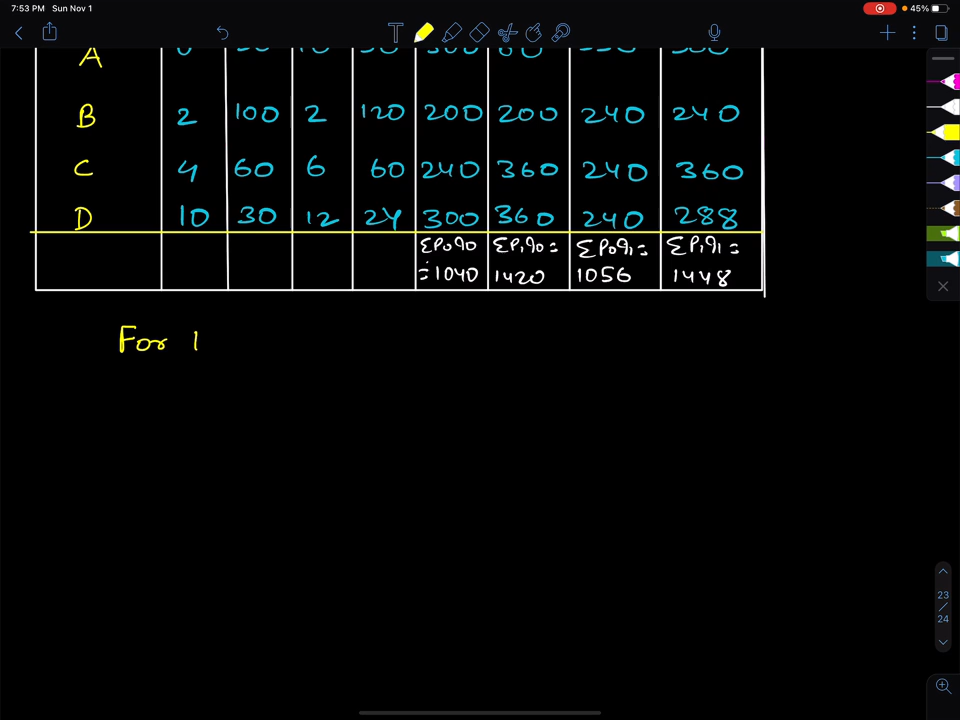 7:53 PM Sun Nov 1
45%
A
B 2 100 2 120 200 200 240 240
C 4 60 6 60 240 360 240 360
D 10 30 12 24 300 360 240 288
ΣP₀q₀ ΣP₁q₀ = ΣP₀q₁ = ΣP₁q₁ =
=1040 1420 1056 1448
For
23
/
24